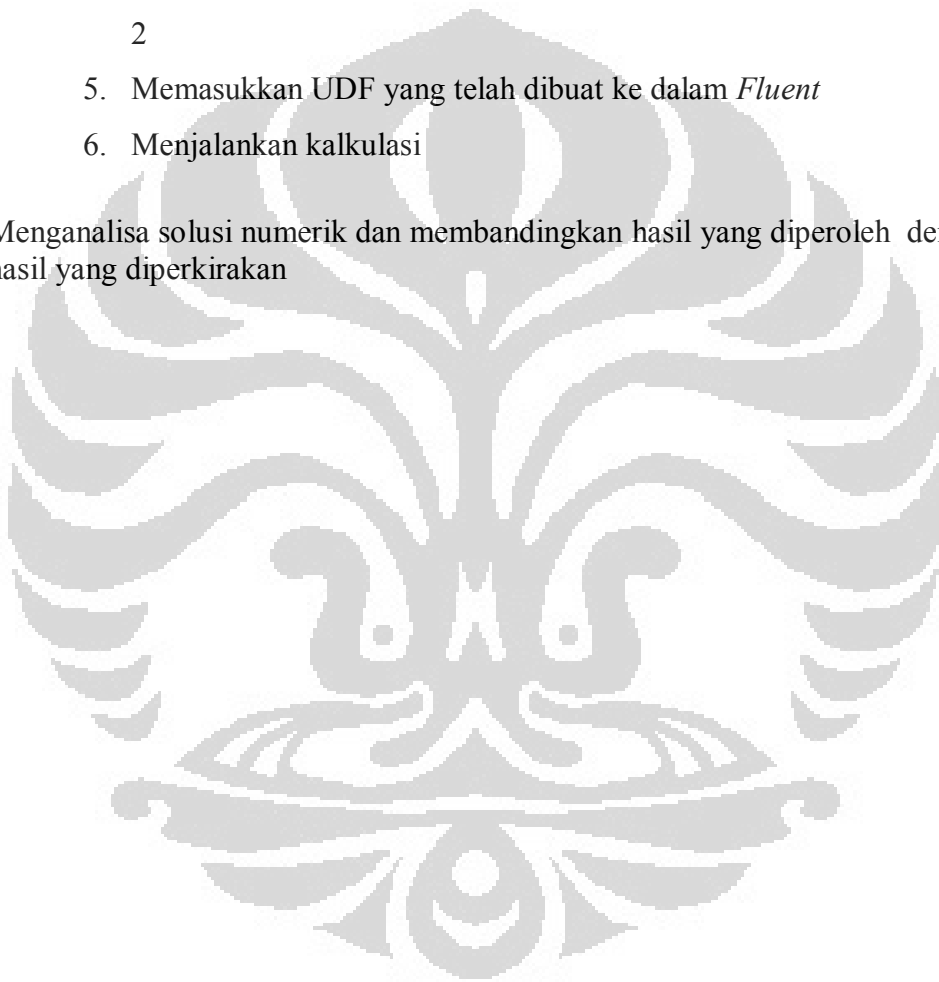 2
5. Memasukkan UDF yang telah dibuat ke dalam Fluent
6. Menjalankan kalkulasi
Menganalisa solusi numerik dan membandingkan hasil yang diperoleh
hasil yang diperkirakan